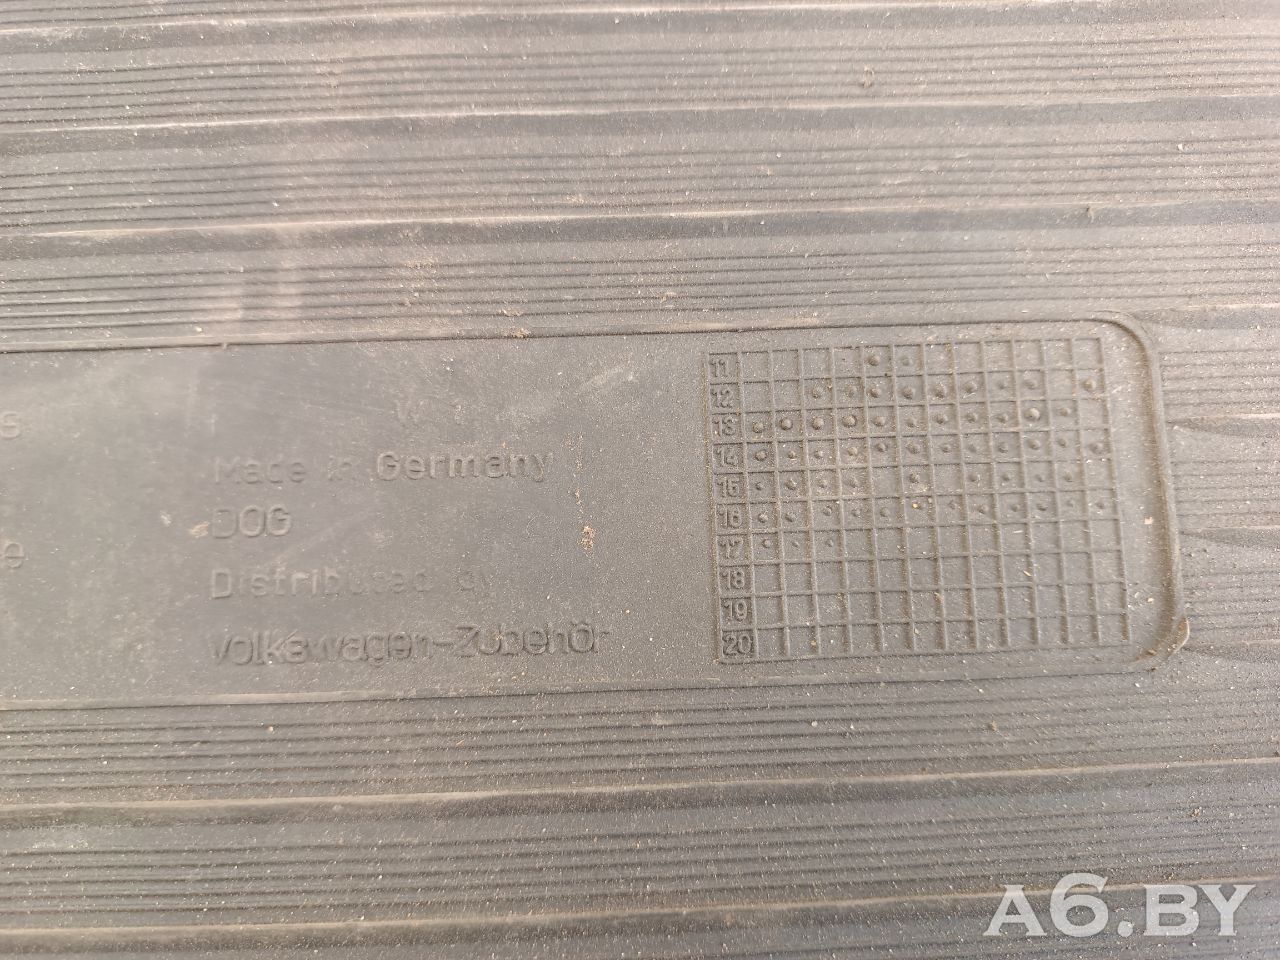 s
e
Made in Germany
DOG
Distributed by
Volkswagen-Zubehör
11
12
13
14
15
16
17
18
19
20
A6.BY